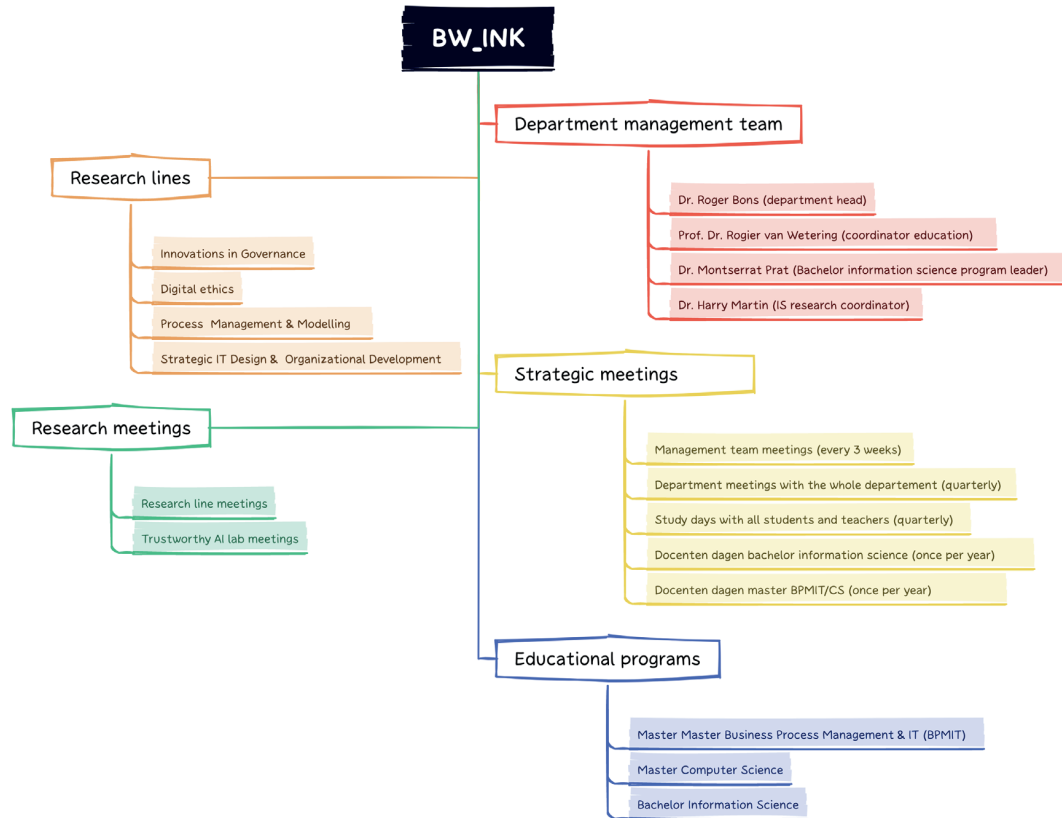 BW_INK
Department management team
Dr. Roger Bons (department head)
Prof. Dr. Rogier van Wetering (coordinator education)
Dr. Montserrat Prat (Bachelor information science program leader)
Dr. Harry Martin (IS research coordinator)
Research lines
Innovations in Governance
Digital ethics
Process Management & Modelling
Strategic IT Design & Organizational Development
Strategic meetings
Management team meetings (every 3 weeks)
Department meetings with the whole departement (quarterly)
Study days with all students and teachers (quarterly)
Docenten dagen bachelor information science (once per year)
Docenten dagen master BPMIT/CS (once per year)
Research meetings
Research line meetings
Trustworthy AI lab meetings
Educational programs
Master Master Business Process Management & IT (BPMIT)
Master Computer Science
Bachelor Information Science